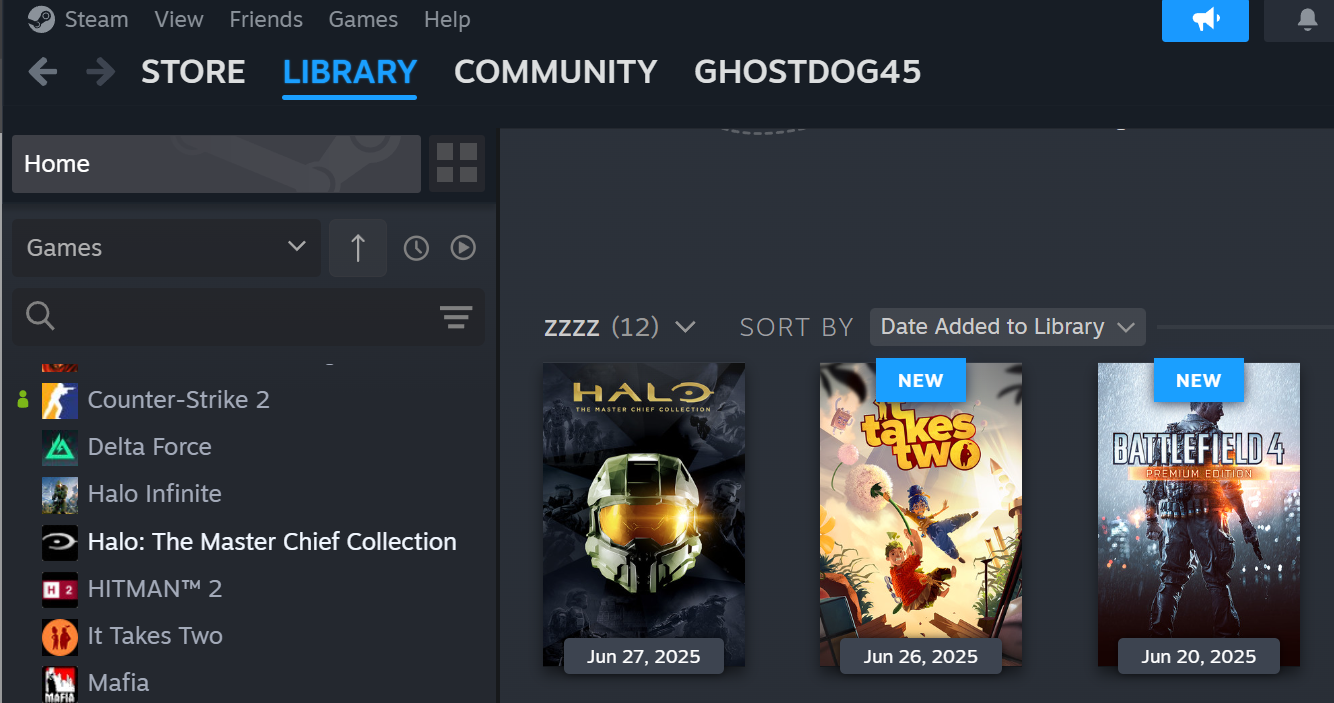 Steam View Friends Games Help
STORE LIBRARY COMMUNITY GHOSTDOG45
Home
Games
zzzz (12) SORT BY Date Added to Library
Counter-Strike 2
Delta Force
Halo Infinite
Halo: The Master Chief Collection
HITMAN™ 2
It Takes Two
Mafia
HALO
THE MASTER CHIEF COLLECTION
Jun 27, 2025
NEW
it
takes
two
Jun 26, 2025
NEW
BATTLEFIELD 4
PREMIUM EDITION
Jun 20, 2025
H 2
MAFIA